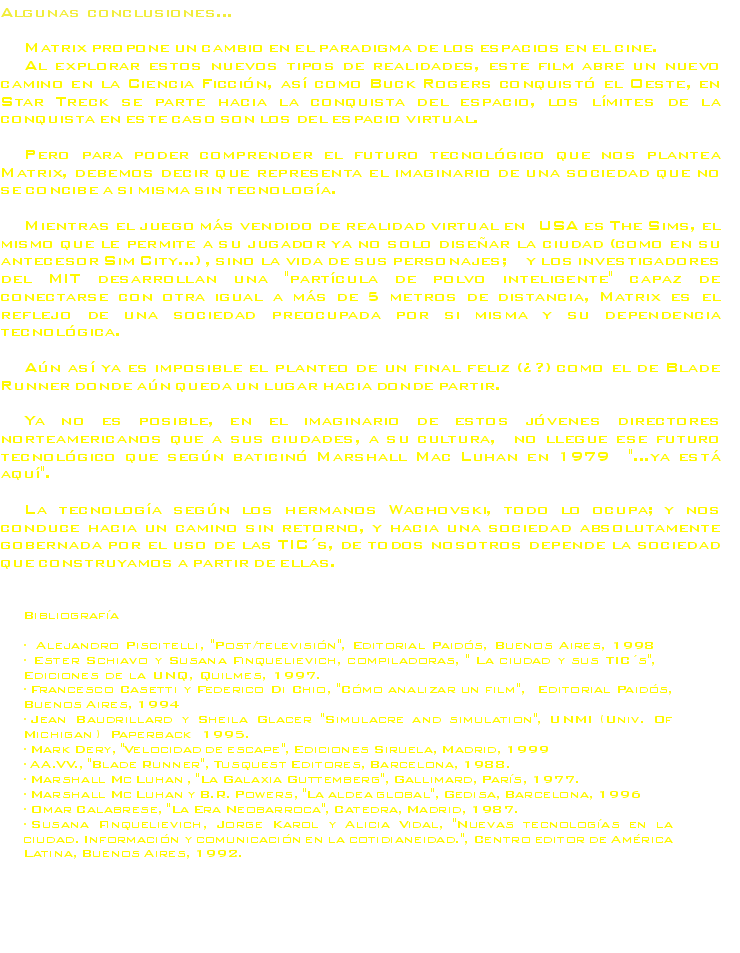 Algunas conclusiones...
Matrix propone un cambio en el paradigma de los espacios en el cine.
Al explorar estos nuevos tipos de realidades, este film abre un nuevo
camino en la Ciencia Ficción, así como Buck Rogers conquistó el Oeste, en
Star Treck se parte hacia la conquista del espacio, los límites de la
conquista en este caso son los del espacio virtual.
Pero para poder comprender el futuro tecnológico que nos plantea
Matrix, debemos decir que representa el imaginario de una sociedad que no
se concibe a si misma sin tecnología.
Mientras el juego más vendido de realidad virtual en USA es The Sims, el
mismo que le permite a su jugador ya no solo diseñar la ciudad (como en su
antecesor Sim City...) , sino la vida de sus personajes; y los investigadores
del MIT desarrollan una "partícula de polvo inteligente" capaz de
conectarse con otra igual a más de 5 metros de distancia, Matrix es el
reflejo de una sociedad preocupada por si misma y su dependencia
tecnológica.
Aún así ya es imposible el planteo de un final feliz (¿?) como el de Blade
Runner donde aún queda un lugar hacia donde partir.
Ya no es posible, en el imaginario de estos jóvenes directores
norteamericanos que a sus ciudades, a su cultura, no llegue ese futuro
tecnológico que según baticinó Marshall Mac Luhan en 1979 "...ya está
aquí".
La tecnología según los hermanos Wachovski, todo lo ocupa; y nos
conduce hacia un camino sin retorno, y hacia una sociedad absolutamente
gobernada por el uso de las TIC´s, de todos nosotros depende la sociedad
que construyamos a partir de ellas.
Bibliografía
· Alejandro Piscitelli, "Post/televisión", Editorial Paidós, Buenos Aires, 1998
· Ester Schiavo y Susana Finquelievich, compiladoras, " La ciudad y sus TIC´s",
Ediciones de la UNQ, Quilmes, 1997.
· Francesco Casetti y Federico Di Chio, "Cómo analizar un film", Editorial Paidós,
Buenos Aires, 1994
· Jean Baudrillard y Sheila Glacer "Simulacre and simulation", UNMI (Univ. Of
Michigan) Paperback 1995.
· Mark Dery, "Velocidad de escape", Ediciones Siruela, Madrid, 1999
· AA.VV., "Blade Runner", Tusquest Editores, Barcelona, 1988.
· Marshall Mc Luhan , "La Galaxia Guttemberg", Gallimard, París, 1977.
· Marshall Mc Luhan y B.R. Powers, "La aldea global", Gedisa, Barcelona, 1996
· Omar Calabrese, "La Era Neobarroca", Catedra, Madrid, 1987.
· Susana Finquelievich, Jorge Karol y Alicia Vidal, "Nuevas tecnologías en la
ciudad. Información y comunicación en la cotidianeidad.", Centro editor de América
Latina, Buenos Aires, 1992.